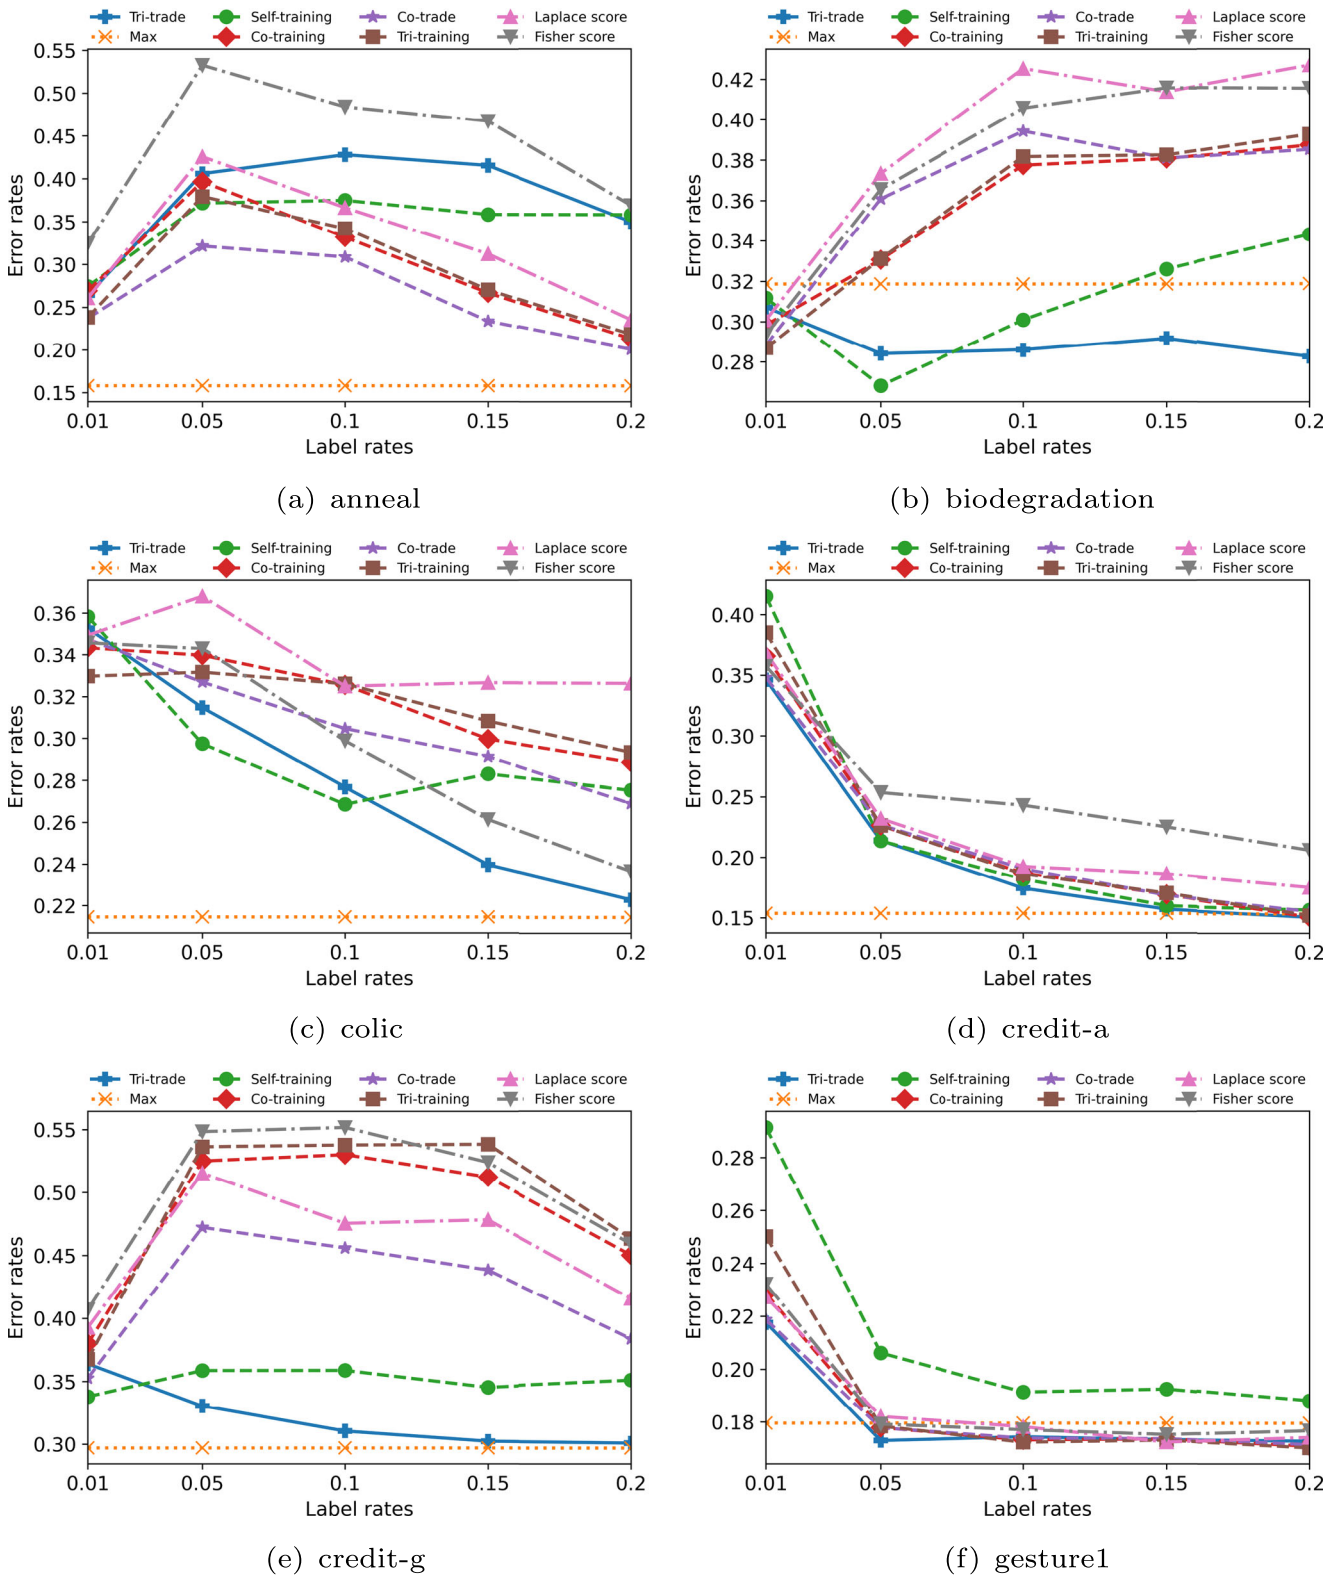 Tri-trade Self-training Co-trade Laplace score
Max Co-training Tri-training Fisher score
0.55
0.50
0.45
0.40
0.35
0.30
0.25
0.20
0.15
Error rates
0.01 0.05 0.1 0.15 0.2
Label rates
(a) anneal
Tri-trade Self-training Co-trade Laplace score
Max Co-training Tri-training Fisher score
0.42
0.40
0.38
0.36
0.34
0.32
0.30
0.28
Error rates
0.01 0.05 0.1 0.15 0.2
Label rates
(b) biodegradation
Tri-trade Self-training Co-trade Laplace score
Max Co-training Tri-training Fisher score
0.36
0.34
0.32
0.30
0.28
0.26
0.24
0.22
Error rates
0.01 0.05 0.1 0.15 0.2
Label rates
(c) colic
Tri-trade Self-training Co-trade Laplace score
Max Co-training Tri-training Fisher score
0.40
0.35
0.30
0.25
0.20
0.15
Error rates
0.01 0.05 0.1 0.15 0.2
Label rates
(d) credit-a
Tri-trade Self-training Co-trade Laplace score
Max Co-training Tri-training Fisher score
0.55
0.50
0.45
0.40
0.35
0.30
Error rates
0.01 0.05 0.1 0.15 0.2
Label rates
(e) credit-g
Tri-trade Self-training Co-trade Laplace score
Max Co-training Tri-training Fisher score
0.28
0.26
0.24
0.22
0.20
0.18
Error rates
0.01 0.05 0.1 0.15 0.2
Label rates
(f) gesture1